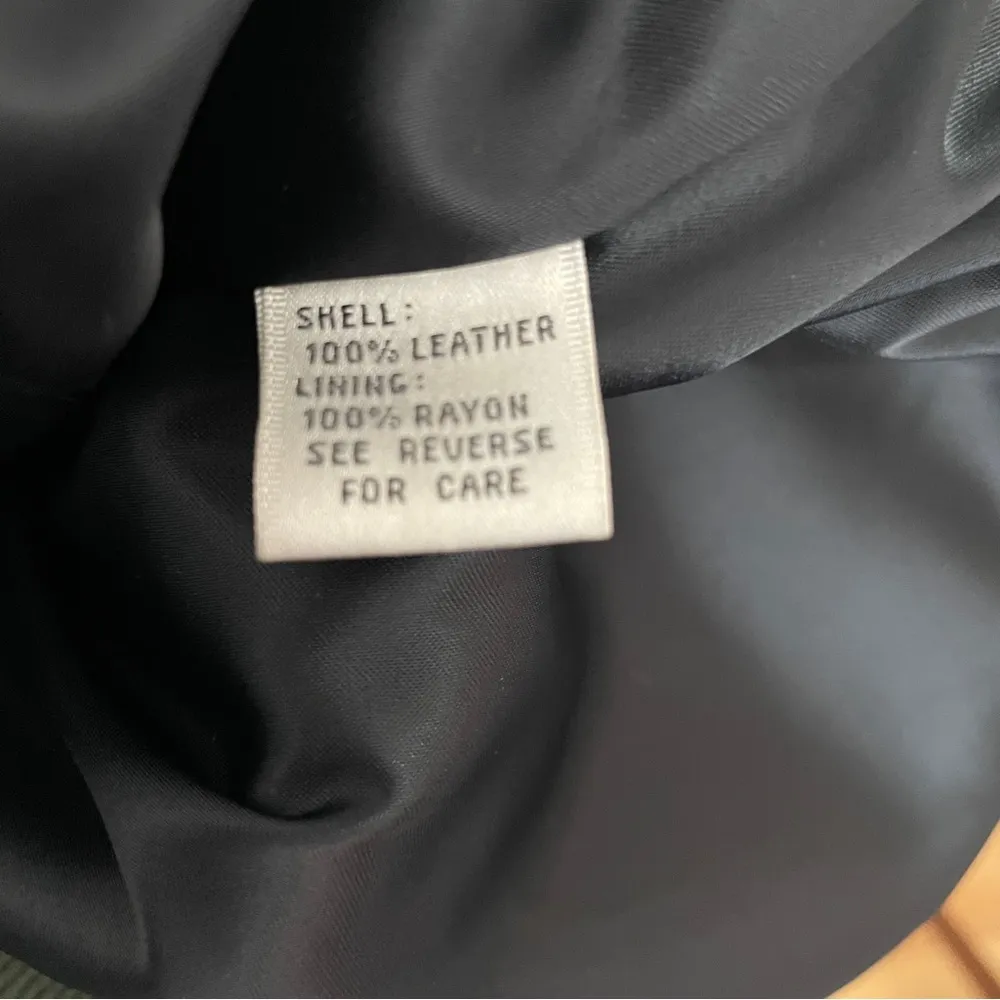 SHELL:
100% LEATHER
LINING:
100% RAYON
SEE REVERSE
FOR CARE